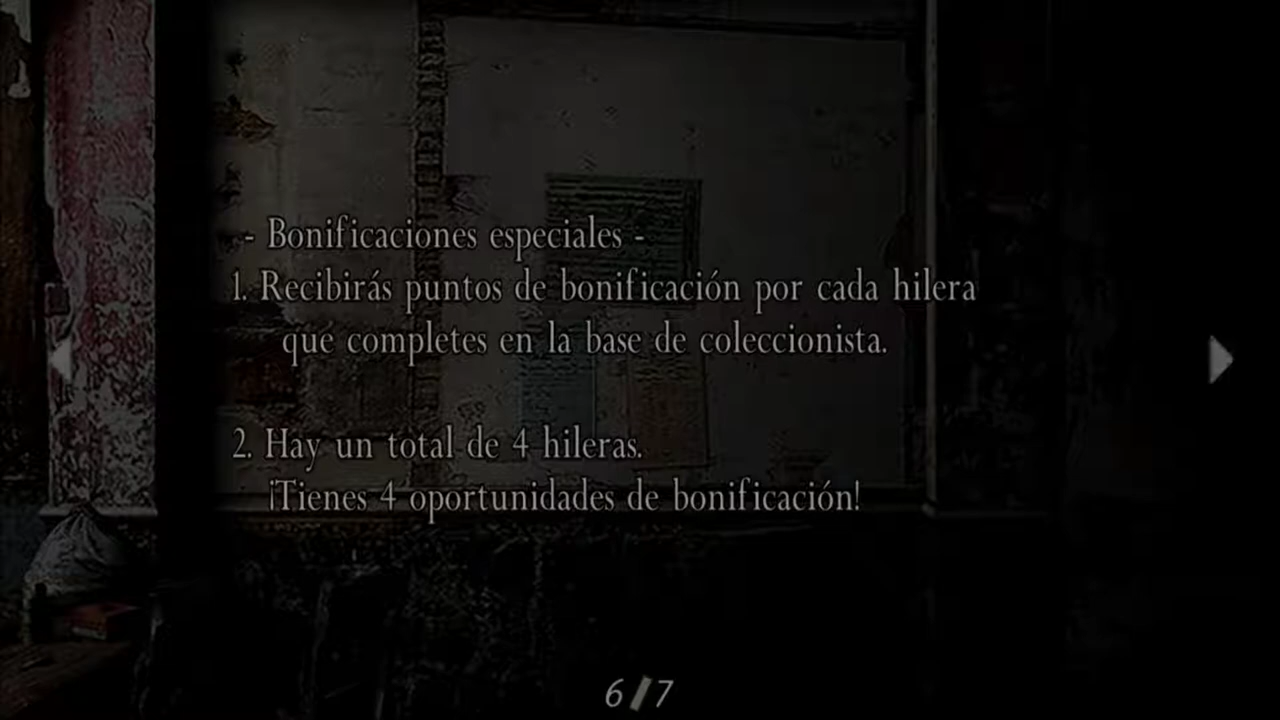 - Bonificaciones especiales -
1. Recibirás puntos de bonificación por cada hilera
que completes en la base de coleccionista.
2. Hay un total de 4 hileras.
¡Tienes 4 oportunidades de bonificación!
6/7